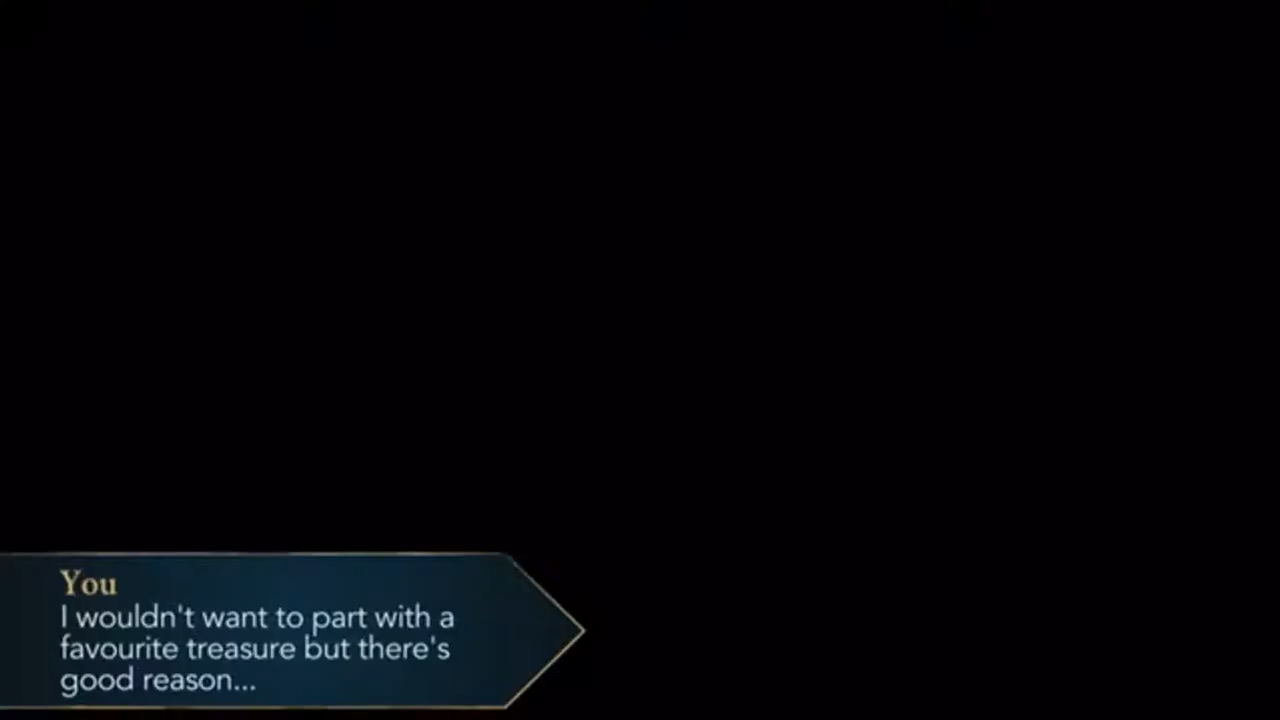 You
I wouldn't want to part with a
favourite treasure but there's
good reason...